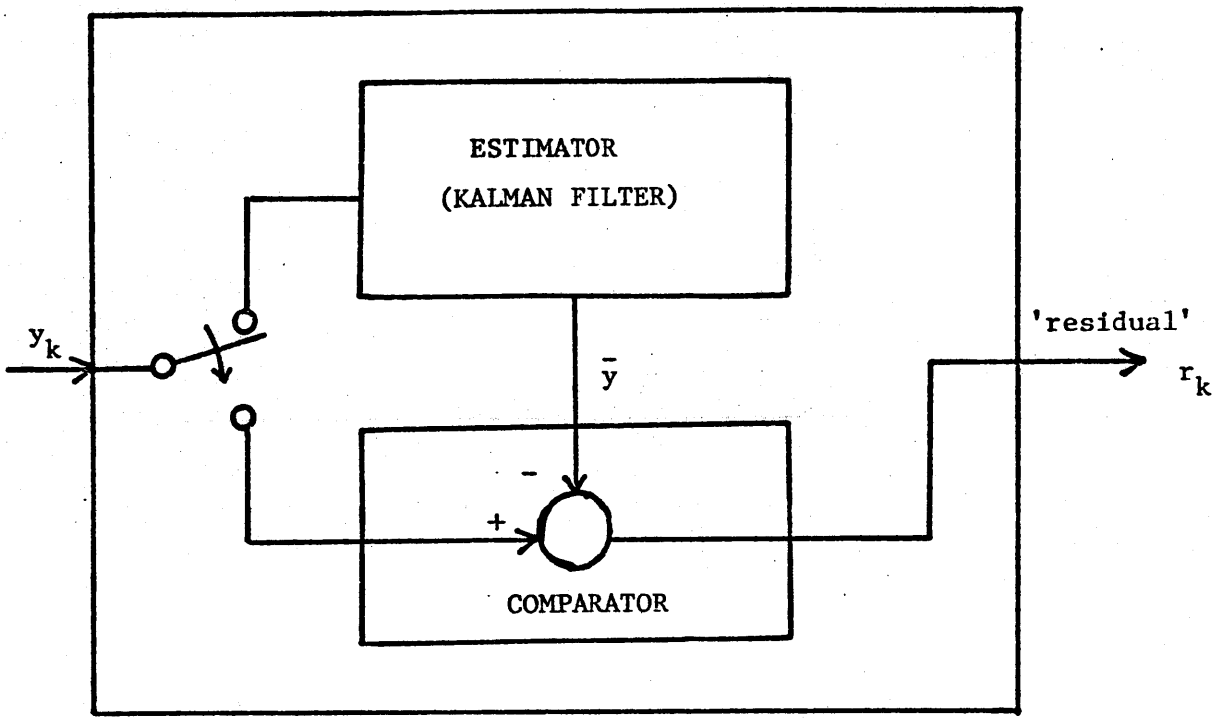 ESTIMATOR
(KALMAN FILTER)
y_k
'residual'
r_k
ȳ
-
+
COMPARATOR